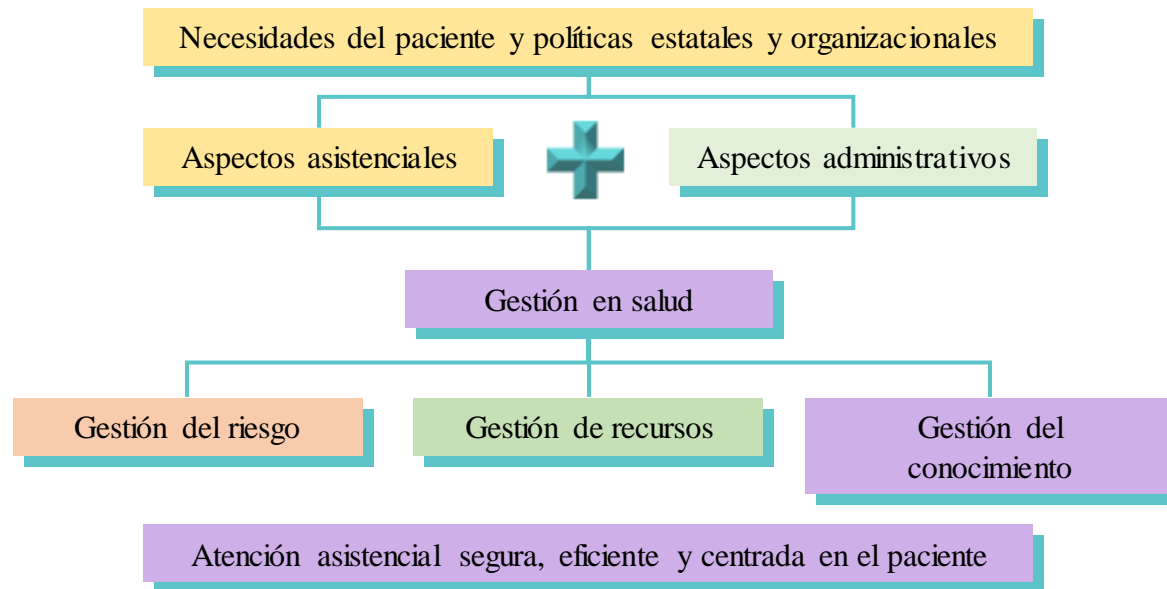 Necesidades del paciente y políticas estatales y organizacionales
Aspectos asistenciales
Aspectos administrativos
Gestión en salud
Gestión del riesgo
Gestión de recursos
Gestión del
conocimiento
Atención asistencial segura, eficiente y centrada en el paciente